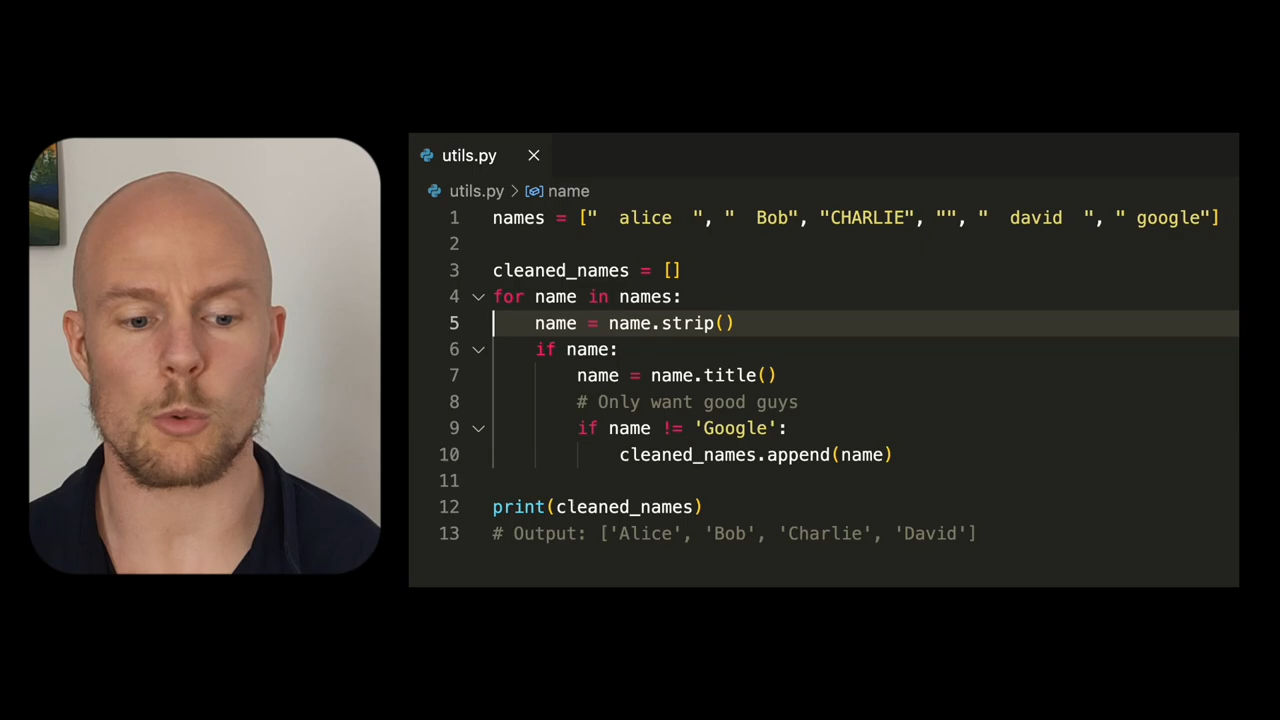 utils.py
utils.py > name
1 names = ["  alice  ", "  Bob", "CHARLIE", "", "  david  ", " google"]
2
3 cleaned_names = []
4 for name in names:
5     name = name.strip()
6     if name:
7         name = name.title()
8         # Only want good guys
9         if name != 'Google':
10             cleaned_names.append(name)
11
12 print(cleaned_names)
13 # Output: ['Alice', 'Bob', 'Charlie', 'David']